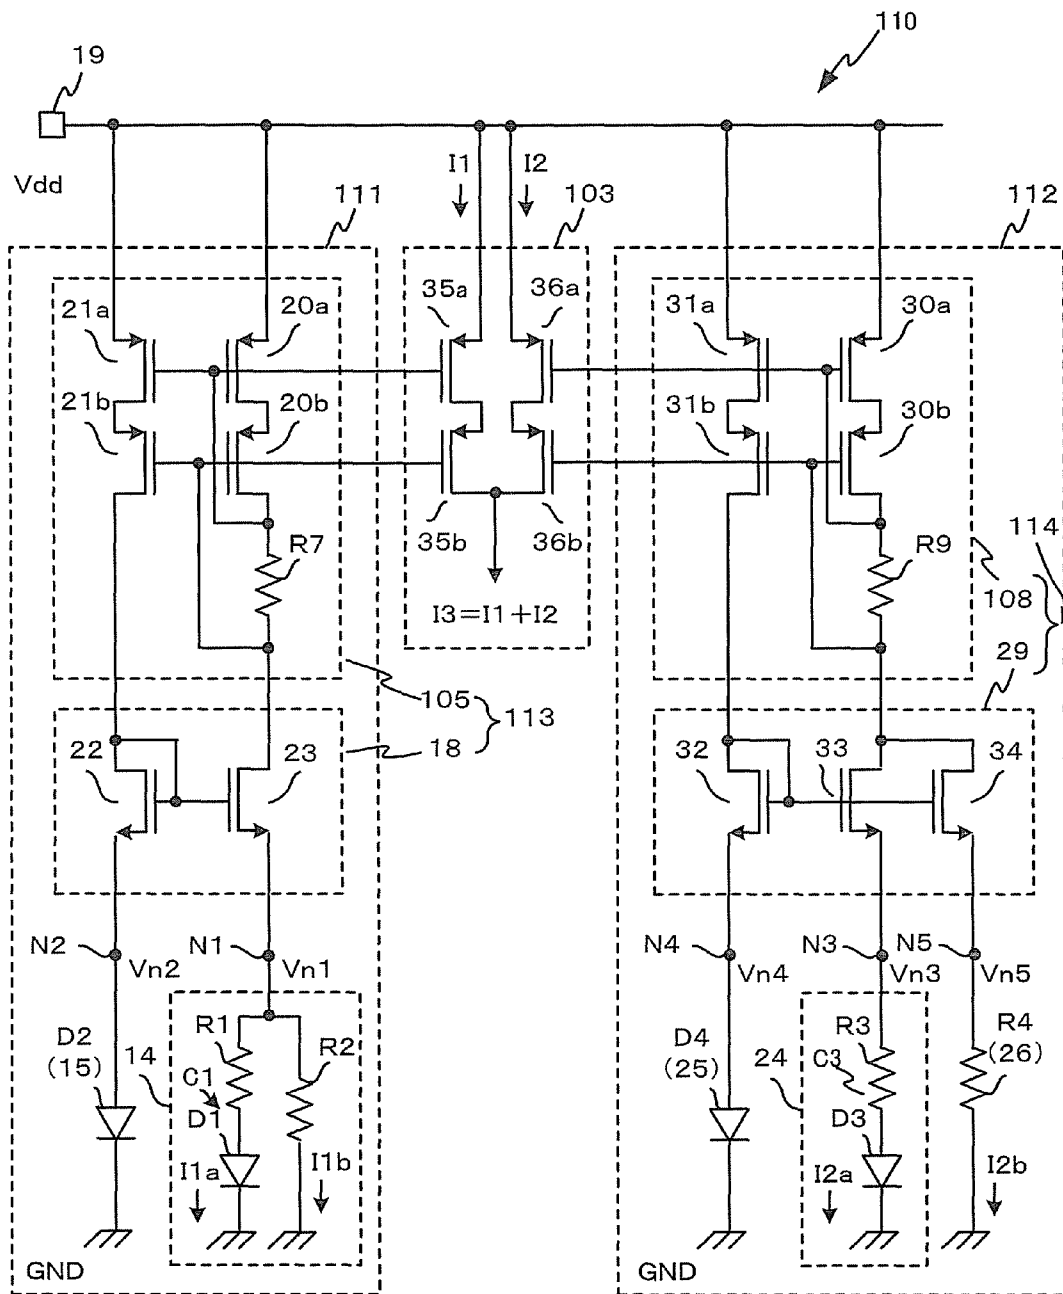 110
19
Vdd
I1
I2
111
103
112
21a
20a
35a
36a
31a
30a
21b
20b
31b
30b
35b
36b
R7
R9
114
108
I3=I1+I2
29
105
113
18
22
23
32
33
34
N2
Vn2
N1
Vn1
N4
Vn4
N3
Vn3
N5
Vn5
D2
(15)
14
R1
R2
C1
D1
D4
(25)
24
R3
C3
D3
R4
(26)
I1a
I1b
I2a
I2b
GND
GND